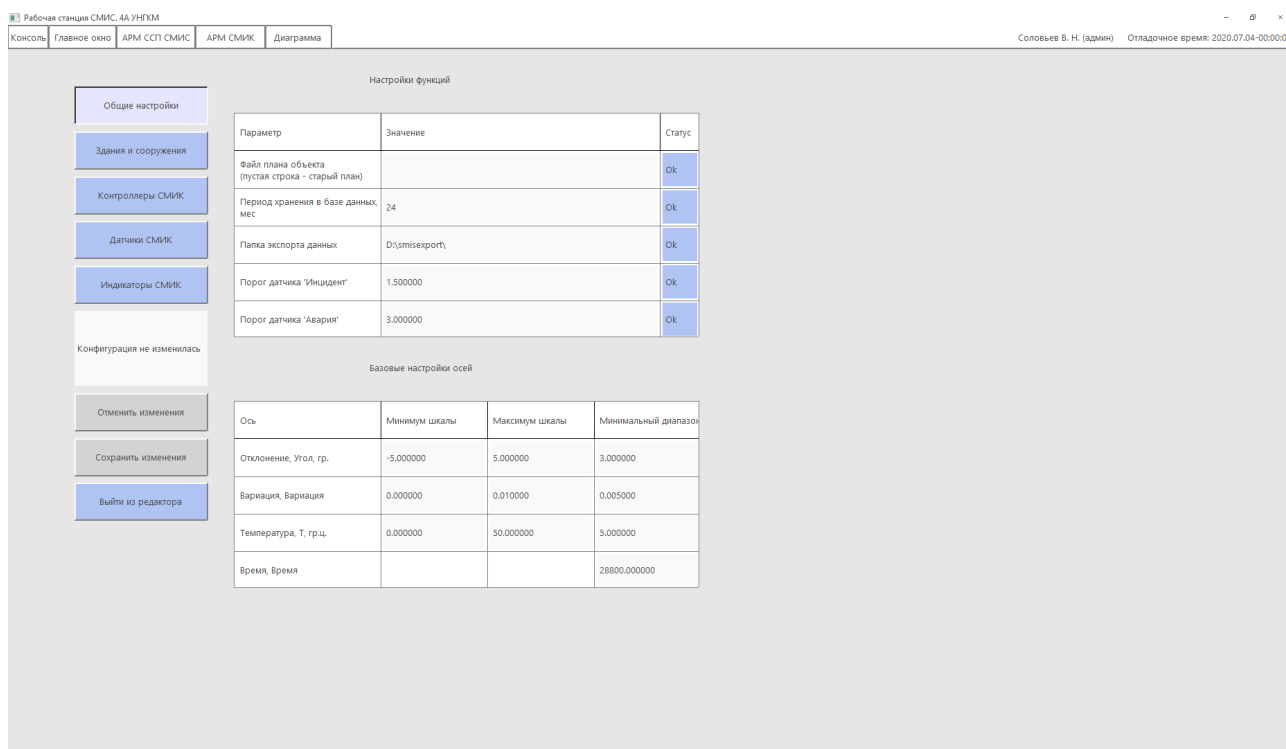 Рабочая станция СМИС. 4А УНГКМ
Консоль Главное окно АРМ ССП СМИС АРМ СМИК Диаграмма Соловьев В. Н. (админ) Отладочное время: 2020.07.04-00:00:0
Настройки функций
Общие настройки
Здания и сооружения
Контроллеры СМИК
Датчики СМИК
Индикаторы СМИК
Конфигурация не изменилась
Отменить изменения
Сохранить изменения
Выйти из редактора
Параметр Значение Статус
Файл плана объекта
(пустая строка - старый план) Ok
Период хранения в базе данных,
мес 24 Ok
Папка экспорта данных D:\smisexport\ Ok
Порог датчика 'Инцидент' 1.500000 Ok
Порог датчика 'Авария' 3.000000 Ok
Базовые настройки осей
Ось Минимум шкалы Максимум шкалы Минимальный диапазон
Отклонение, Угол, гр. -5.000000 5.000000 3.000000
Вариация, Вариация 0.000000 0.010000 0.005000
Температура, Т, гр.ц. 0.000000 50.000000 5.000000
Время, Время 28800.000000